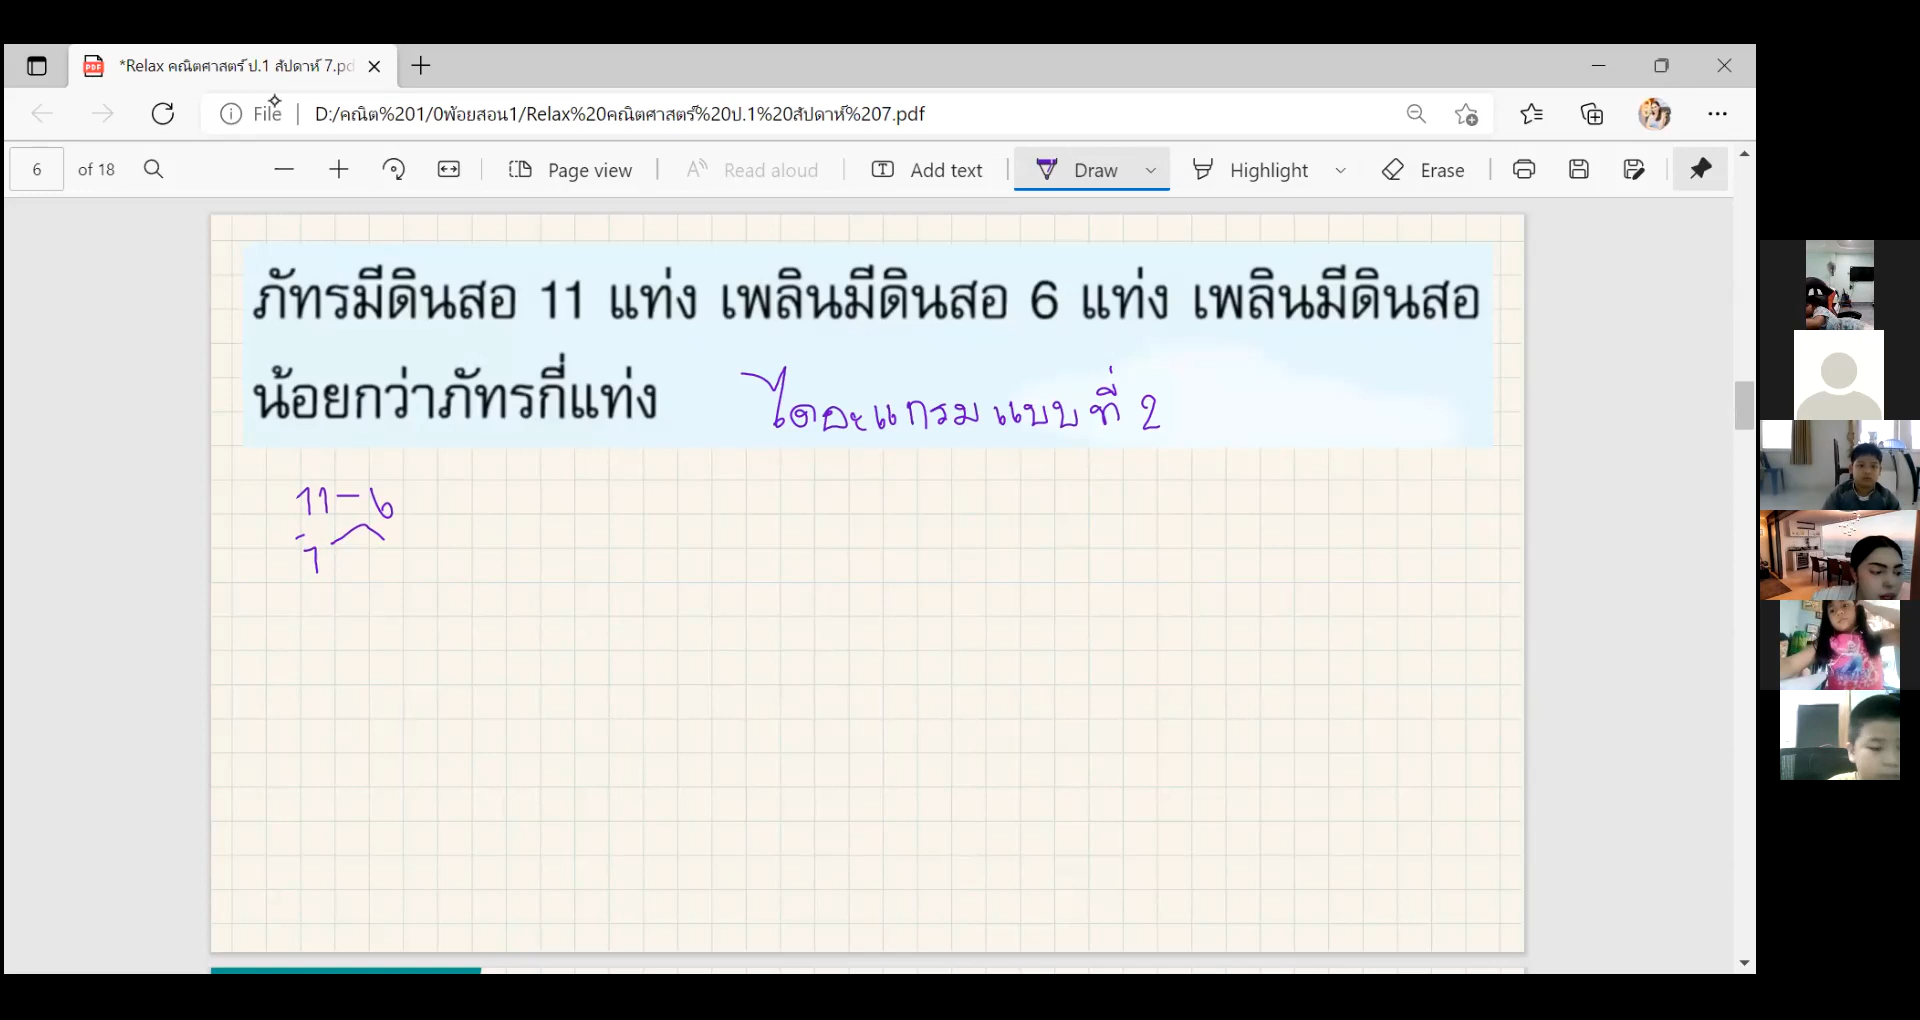 *Relax คณิตศาสตร์ ป.1 สัปดาห์ 7.pd
File D:/คณิต%201/0พ้อยสอน1/Relax%20คณิตศาสตร์%20ป.1%20สัปดาห์%207.pdf
6 of 18 Page view Read aloud Add text Draw Highlight Erase
ภัทรมีดินสอ 11 แท่ง เพลินมีดินสอ 6 แท่ง เพลินมีดินสอ
น้อยกว่าภัทรกี่แท่ง
ไดอะแกรม แบบ ที่ 2
11-6
1